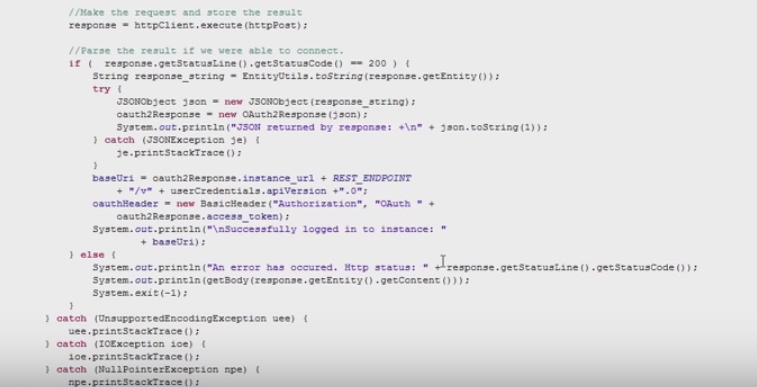 //Make the request and store the result
response = httpClient.execute(httpPost);
//Parse the result if we were able to connect.
if (  response.getStatusLine().getStatusCode() == 200 ) {
String response_string = EntityUtils.toString(response.getEntity());
try {
JSONObject json = new JSONObject(response_string);
oauth2Response = new OAuth2Response(json);
System.out.println("JSON returned by response: +\n" + json.toString(1));
} catch (JSONException je) {
je.printStackTrace();
}
baseUri = oauth2Response.instance_url + REST_ENDPOINT
+ "/v" + userCredentials.apiVersion +".0";
oauthHeader = new BasicHeader("Authorization", "OAuth " +
oauth2Response.access_token);
System.out.println("\nSuccessfully logged in to instance: "
+ baseUri);
} else {
System.out.println("An error has occured. Http status: " + response.getStatusLine().getStatusCode());
System.out.println(getBody(response.getEntity().getContent()));
System.exit(-1);
}
} catch (UnsupportedEncodingException uee) {
uee.printStackTrace();
} catch (IOException ioe) {
ioe.printStackTrace();
} catch (NullPointerException npe) {
npe.printStackTrace();